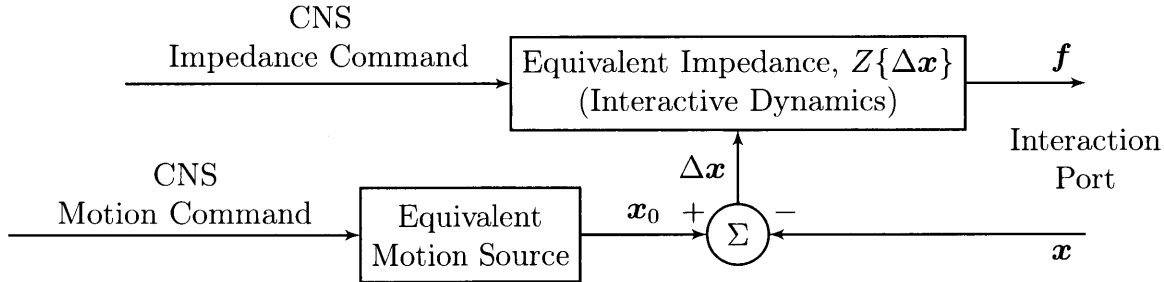 CNS
Impedance Command
Equivalent Impedance, Z{Δx}
(Interactive Dynamics)
f
Interaction
Port
Δx
CNS
Motion Command
Equivalent
Motion Source
x₀
+
Σ
−
x